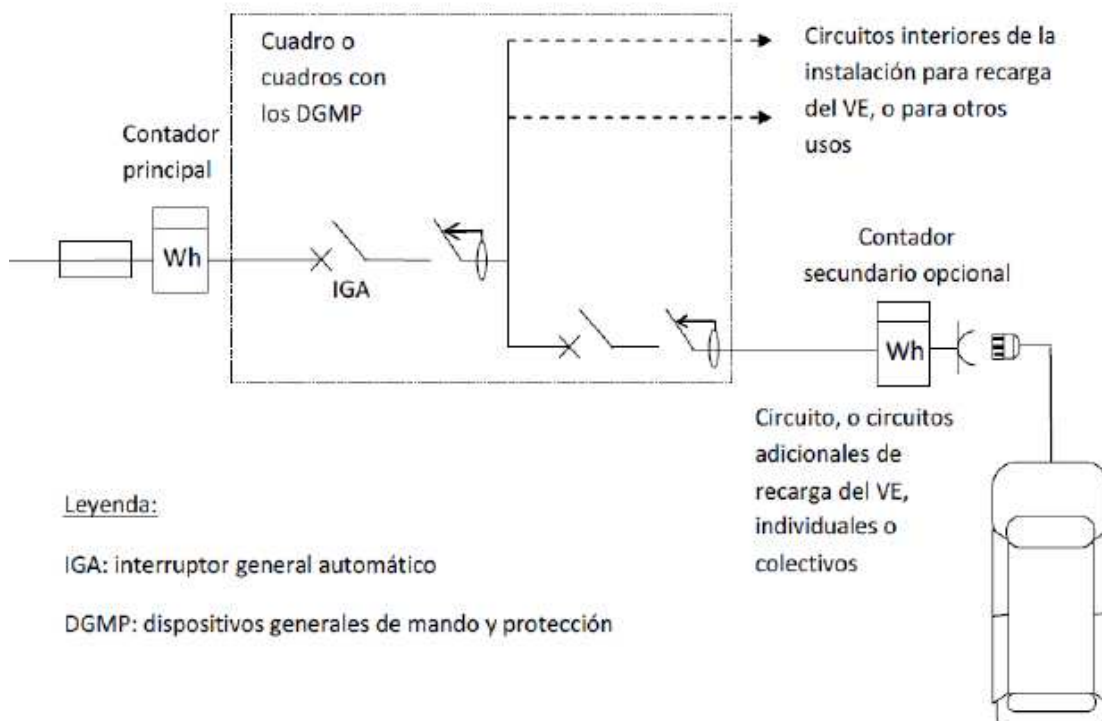 Cuadro o
cuadros con
los DGMP
Circuitos interiores de la
instalación para recarga
del VE, o para otros
usos
Contador
principal
Wh
IGA
Contador
secundario opcional
Wh
Circuito, o circuitos
adicionales de
recarga del VE,
individuales o
colectivos
Leyenda:
IGA: interruptor general automático
DGMP: dispositivos generales de mando y protección